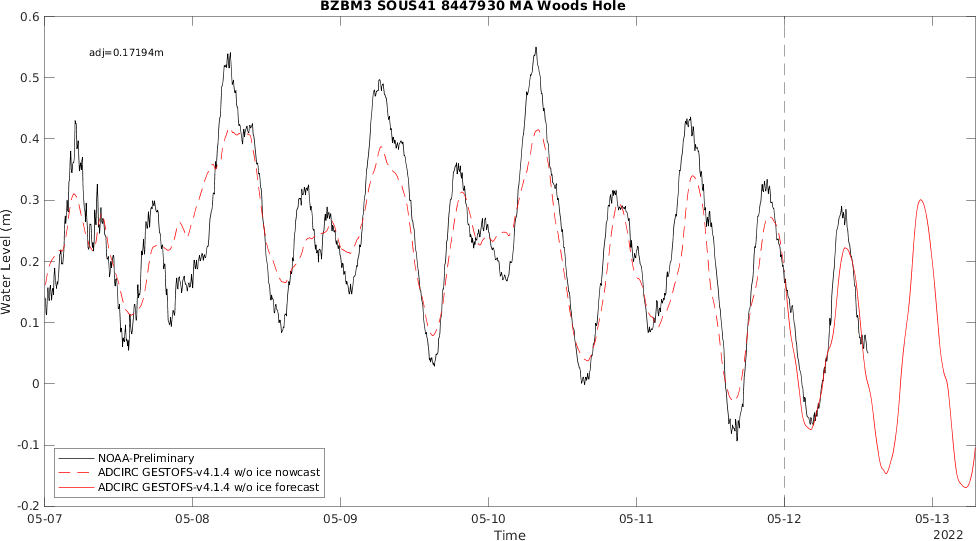 BZBM3 SOUS41 8447930 MA Woods Hole
adj=0.17194m
0.6
0.5
0.4
0.3
0.2
0.1
0
-0.1
-0.2
Water Level (m)
NOAA-Preliminary
ADCIRC GESTOFS-v4.1.4 w/o ice nowcast
ADCIRC GESTOFS-v4.1.4 w/o ice forecast
05-07 05-08 05-09 05-10 05-11 05-12 05-13
Time
2022